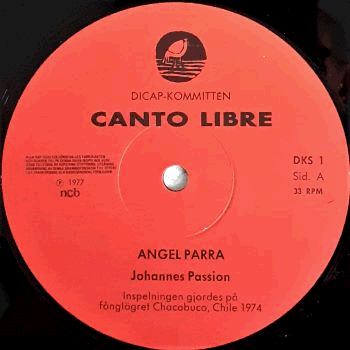 DICAP-KOMMITTEN
CANTO LIBRE
DKS 1
Sid. A
33 RPM
Ⓟ 1977
ncb
ANGEL PARRA
Johannes Passion
Inspelningen gjordes på
fånglägret Chacabuco, Chile 1974